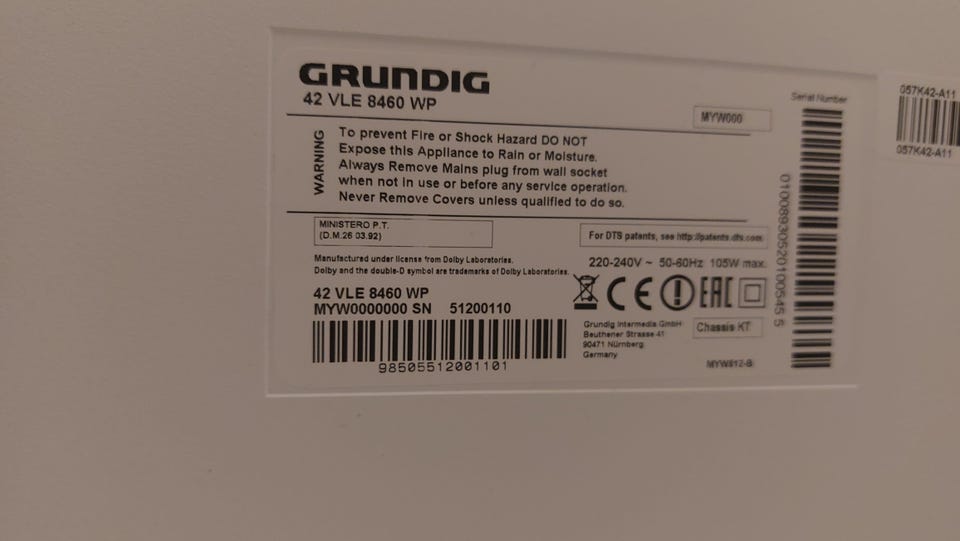 GRUNDIG
42 VLE 8460 WP
MYW000
WARNING
To prevent Fire or Shock Hazard DO NOT
Expose this Appliance to Rain or Moisture.
Always Remove Mains plug from wall socket
when not in use or before any service operation.
Never Remove Covers unless qualified to do so.
MINISTERO P.T.
(D.M.26 03.92)
For DTS patents, see http://patents.dts.com
Manufactured under license from Dolby Laboratories.
Dolby and the double-D symbol are trademarks of Dolby Laboratories.
220-240V ~ 50-60Hz 105W max.
CE
EAC
42 VLE 8460 WP
MYW0000000 SN 51200110
98505512001101
Grundig Intermedia GmbH
Beuthener Strasse 41
90471 Nürnberg
Germany
Chassis KT
MYW812-B
Serial Number
057K42-A11
057K42-A11